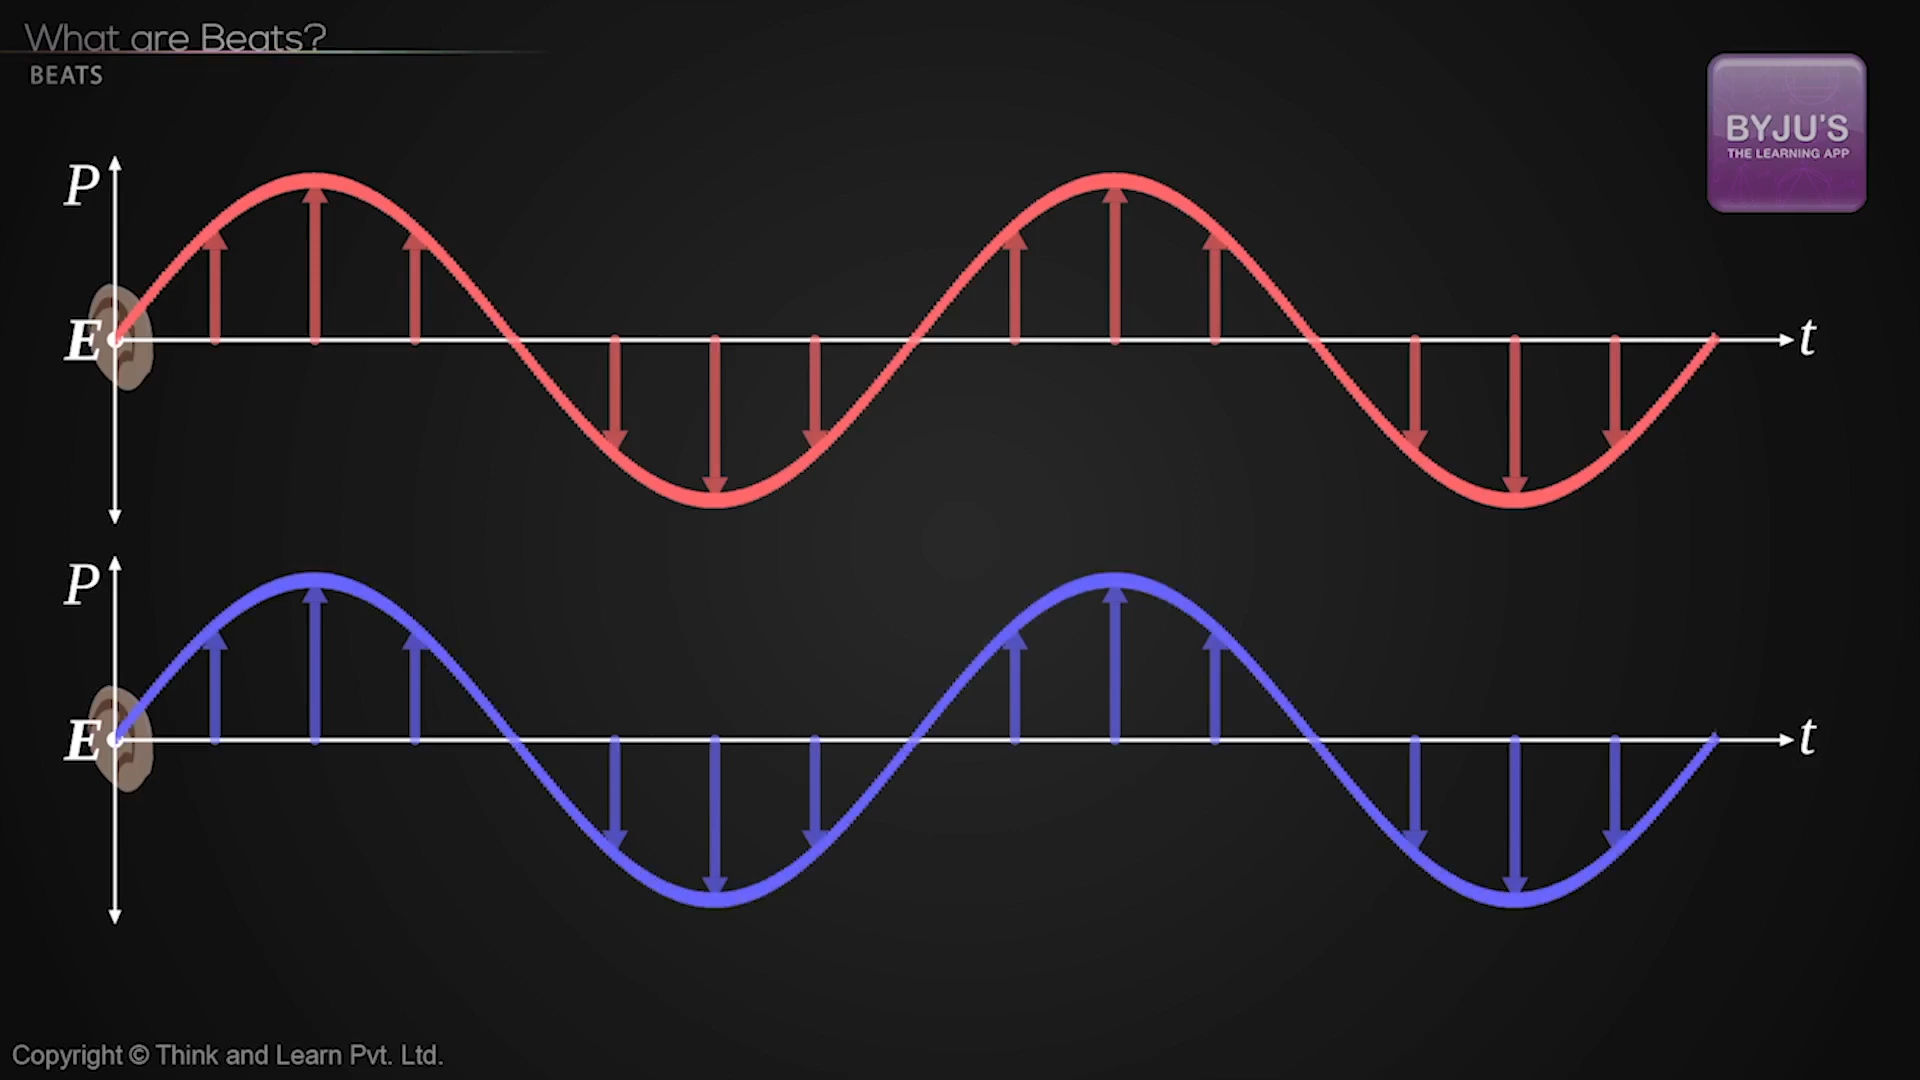 What are Beats?
BEATS
BYJU'S
THE LEARNING APP
P
E
t
P
E
t
Copyright © Think and Learn Pvt. Ltd.